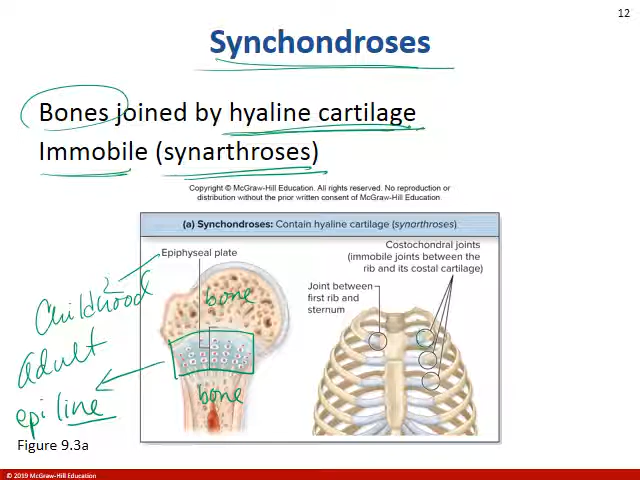 12
Synchondroses
Bones joined by hyaline cartilage
Immobile (synarthroses)
Copyright © McGraw-Hill Education. All rights reserved. No reproduction or
distribution without the prior written consent of McGraw-Hill Education.
(a) Synchondroses: Contain hyaline cartilage (synorthroses)
Epiphyseal plate
Costochondral joints
(immobile joints between the
rib and its costal cartilage)
Joint between
first rib and
sternum
bone
Childhood
adult
epi line
bone
Figure 9.3a
© 2019 McGraw-Hill Education